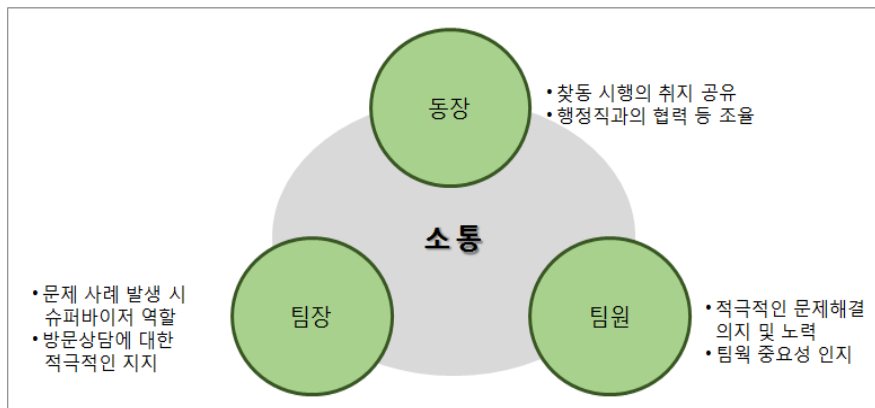 동장
• 찾동 시행의 취지 공유
• 행정직과의 협력 등 조율
소통
팀장
• 문제 사례 발생 시
슈퍼바이저 역할
• 방문상담에 대한
적극적인 지지
팀원
• 적극적인 문제해결
의지 및 노력
• 팀웍 중요성 인지